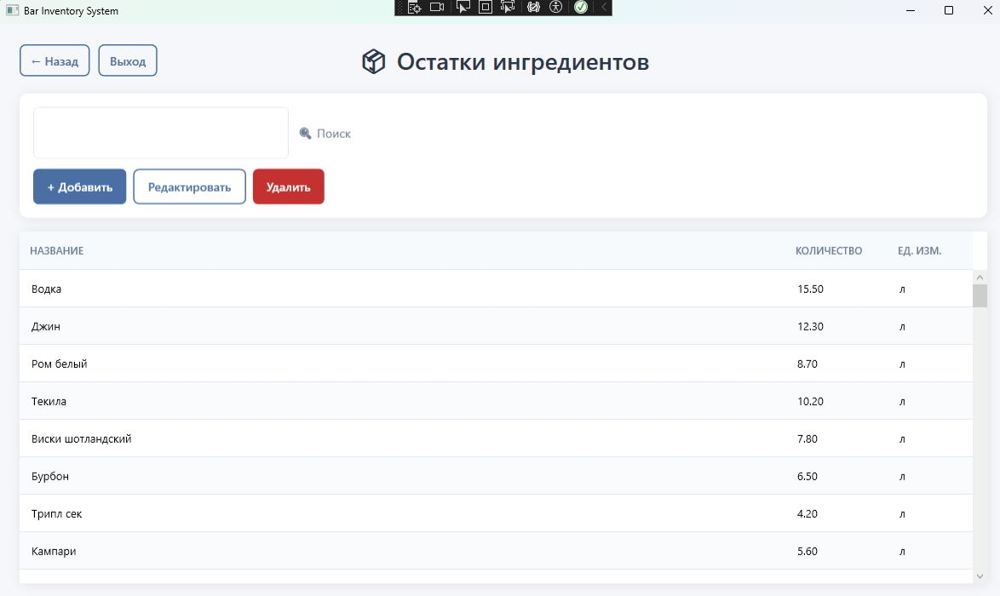 Bar Inventory System
← Назад Выход Остатки ингредиентов
Поиск
+ Добавить Редактировать Удалить
НАЗВАНИЕ КОЛИЧЕСТВО ЕД. ИЗМ.
Водка 15.50 л
Джин 12.30 л
Ром белый 8.70 л
Текила 10.20 л
Виски шотландский 7.80 л
Бурбон 6.50 л
Трипл сек 4.20 л
Кампари 5.60 л